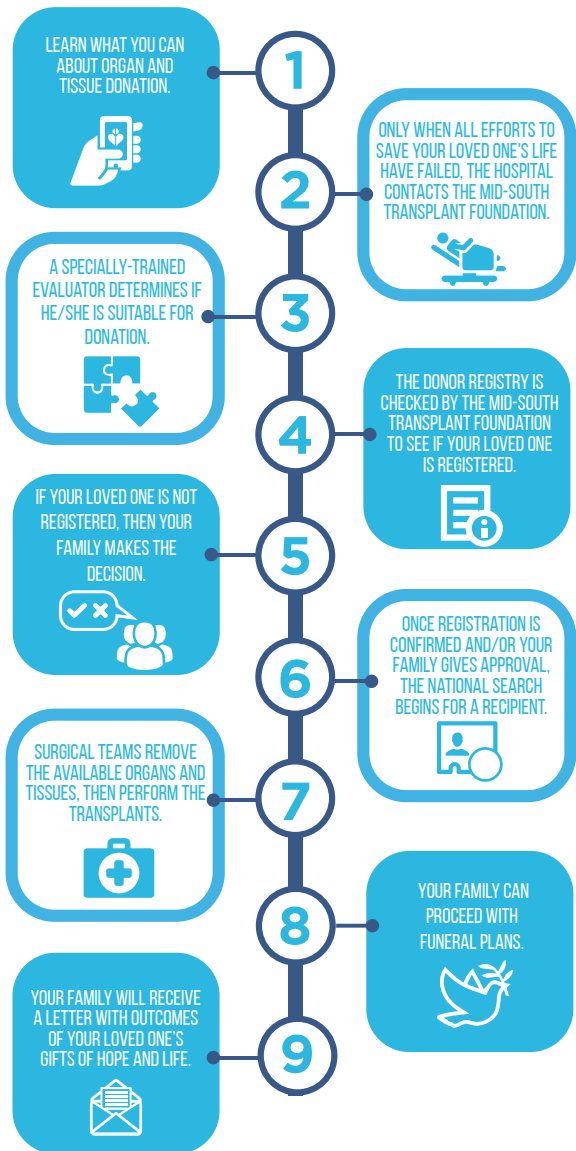 1
LEARN WHAT YOU CAN
ABOUT ORGAN AND
TISSUE DONATION.
2
ONLY WHEN ALL EFFORTS TO
SAVE YOUR LOVED ONE'S LIFE
HAVE FAILED, THE HOSPITAL
CONTACTS THE MID-SOUTH
TRANSPLANT FOUNDATION.
3
A SPECIALLY-TRAINED
EVALUATOR DETERMINES IF
HE/SHE IS SUITABLE FOR
DONATION.
4
THE DONOR REGISTRY IS
CHECKED BY THE MID-SOUTH
TRANSPLANT FOUNDATION
TO SEE IF YOUR LOVED ONE
IS REGISTERED.
5
IF YOUR LOVED ONE IS NOT
REGISTERED, THEN YOUR
FAMILY MAKES THE
DECISION.
6
ONCE REGISTRATION IS
CONFIRMED AND/OR YOUR
FAMILY GIVES APPROVAL,
THE NATIONAL SEARCH
BEGINS FOR A RECIPIENT.
7
SURGICAL TEAMS REMOVE
THE AVAILABLE ORGANS AND
TISSUES, THEN PERFORM THE
TRANSPLANTS.
8
YOUR FAMILY CAN
PROCEED WITH
FUNERAL PLANS.
9
YOUR FAMILY WILL RECEIVE
A LETTER WITH OUTCOMES
OF YOUR LOVED ONE'S
GIFTS OF HOPE AND LIFE.